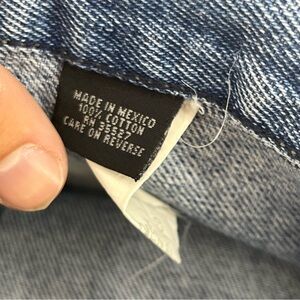 MADE IN MEXICO
100% COTTON
RN 35527
CARE ON REVERSE